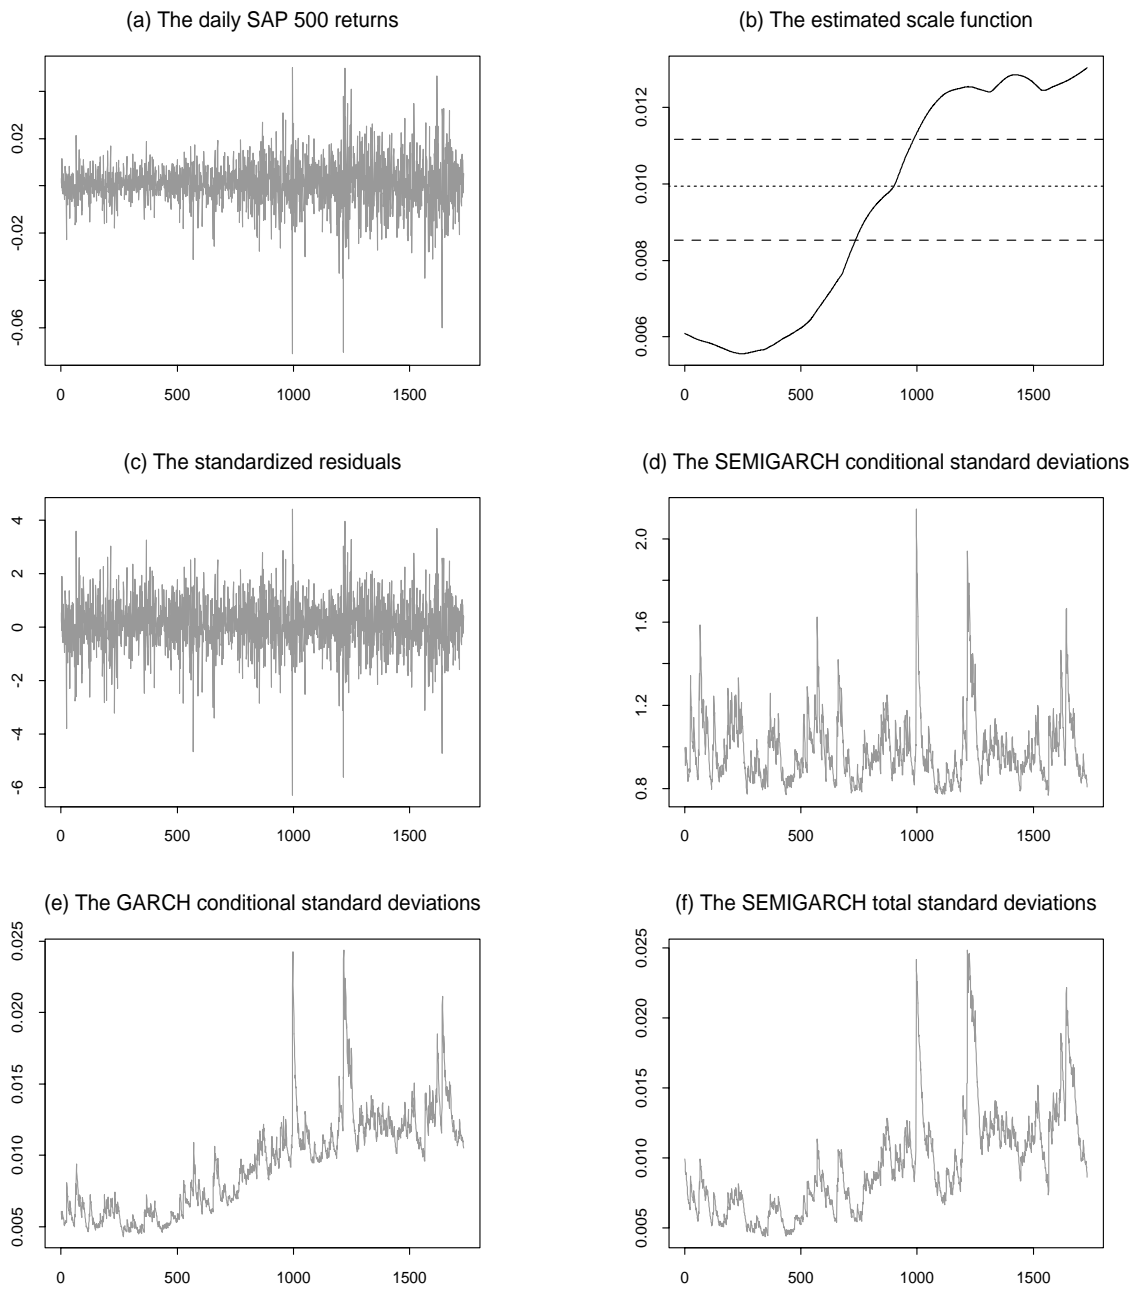 (a) The daily SAP 500 returns
0.02
-0.02
-0.06
0 500 1000 1500
(b) The estimated scale function
0.012
0.010
0.008
0.006
0 500 1000 1500
(c) The standardized residuals
4
2
0
-2
-4
-6
0 500 1000 1500
(d) The SEMIGARCH conditional standard deviations
2.0
1.6
1.2
0.8
0 500 1000 1500
(e) The GARCH conditional standard deviations
0.025
0.020
0.015
0.010
0.005
0 500 1000 1500
(f) The SEMIGARCH total standard deviations
0.025
0.020
0.015
0.010
0.005
0 500 1000 1500